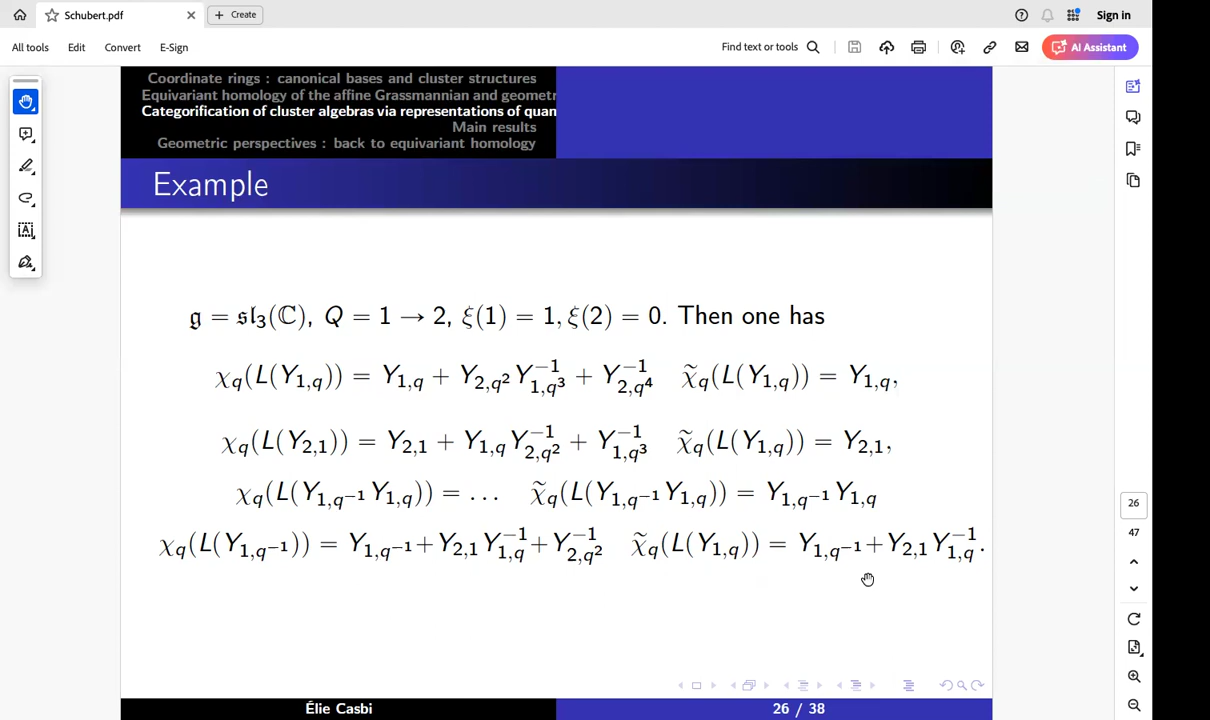 Schubert.pdf
Create
Sign in
All tools Edit Convert E-Sign
Find text or tools
AI Assistant
Coordinate rings : canonical bases and cluster structures
Equivariant homology of the affine Grassmannian and geometr
Categorification of cluster algebras via representations of quan
Main results
Geometric perspectives : back to equivariant homology
Example
𝔤 = 𝔰𝔩₃(ℂ), Q = 1 → 2, ξ(1) = 1, ξ(2) = 0. Then one has
χ_q(L(Y_{1,q})) = Y_{1,q} + Y_{2,q^2} Y_{1,q^3}^{-1} + Y_{2,q^4}^{-1} χ̃_q(L(Y_{1,q})) = Y_{1,q},
χ_q(L(Y_{2,1})) = Y_{2,1} + Y_{1,q} Y_{2,q^2}^{-1} + Y_{1,q^3}^{-1} χ̃_q(L(Y_{1,q})) = Y_{2,1},
χ_q(L(Y_{1,q^{-1}} Y_{1,q})) = ... χ̃_q(L(Y_{1,q^{-1}} Y_{1,q})) = Y_{1,q^{-1}} Y_{1,q}
χ_q(L(Y_{1,q^{-1}})) = Y_{1,q^{-1}} + Y_{2,1} Y_{1,q}^{-1} + Y_{2,q^2}^{-1} χ̃_q(L(Y_{1,q})) = Y_{1,q^{-1}} + Y_{2,1} Y_{1,q}^{-1}.
26
47
Élie Casbi 26 / 38